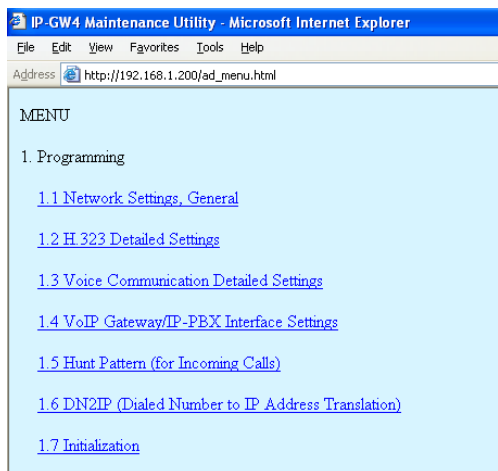 IP-GW4 Maintenance Utility - Microsoft Internet Explorer
File Edit View Favorites Tools Help
Address http://192.168.1.200/ad_menu.html
MENU
1. Programming
1.1 Network Settings, General
1.2 H.323 Detailed Settings
1.3 Voice Communication Detailed Settings
1.4 VoIP Gateway/IP-PBX Interface Settings
1.5 Hunt Pattern (for Incoming Calls)
1.6 DN2IP (Dialed Number to IP Address Translation)
1.7 Initialization